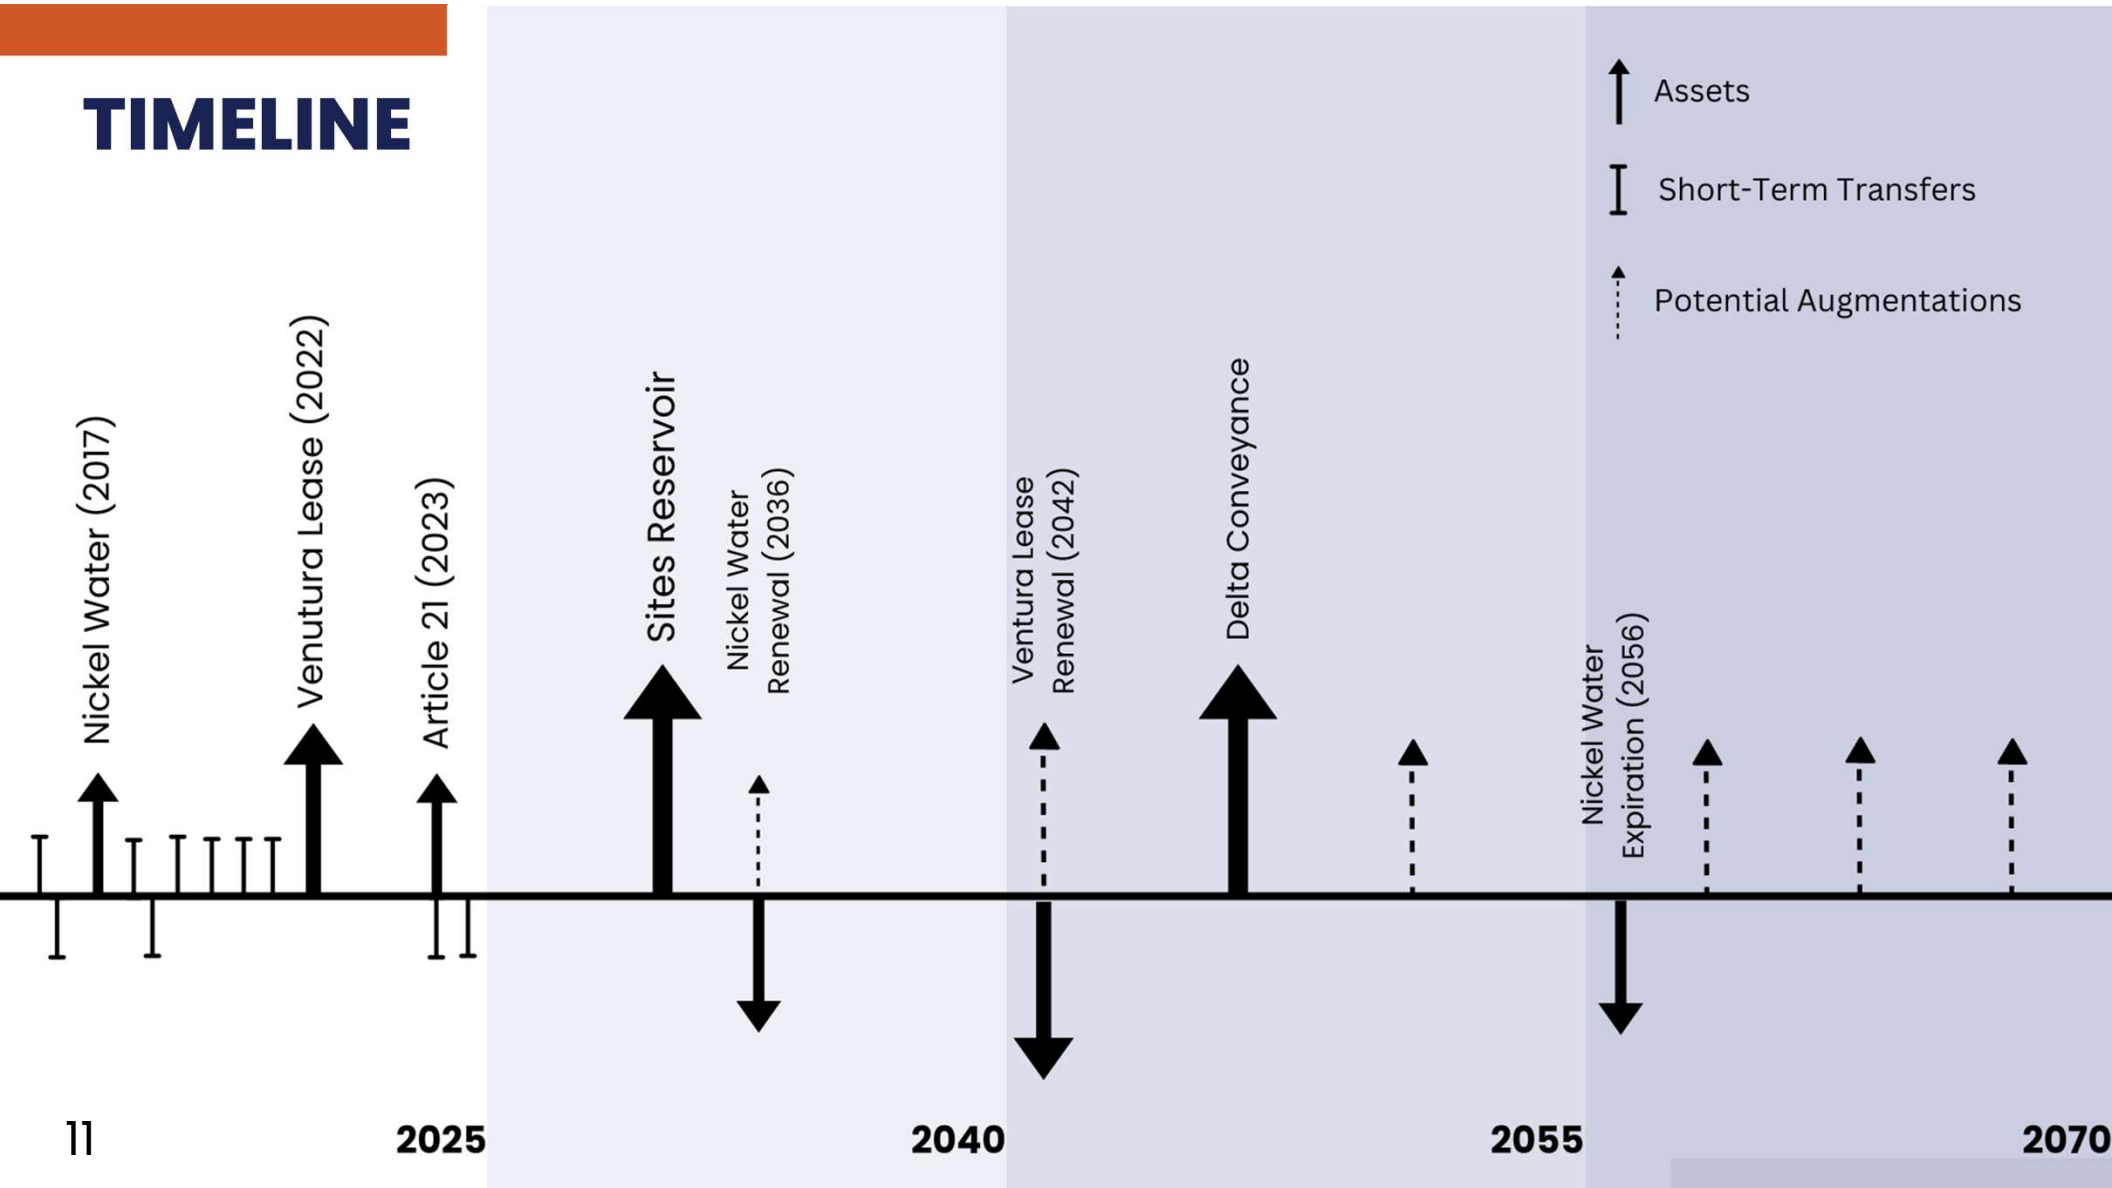 TIMELINE
Assets
Short-Term Transfers
Potential Augmentations
Nickel Water (2017)
Venutura Lease (2022)
Article 21 (2023)
Sites Reservoir
Nickel Water
Renewal (2036)
Ventura Lease
Renewal (2042)
Delta Conveyance
Nickel Water
Expiration (2056)
11
2025
2040
2055
2070